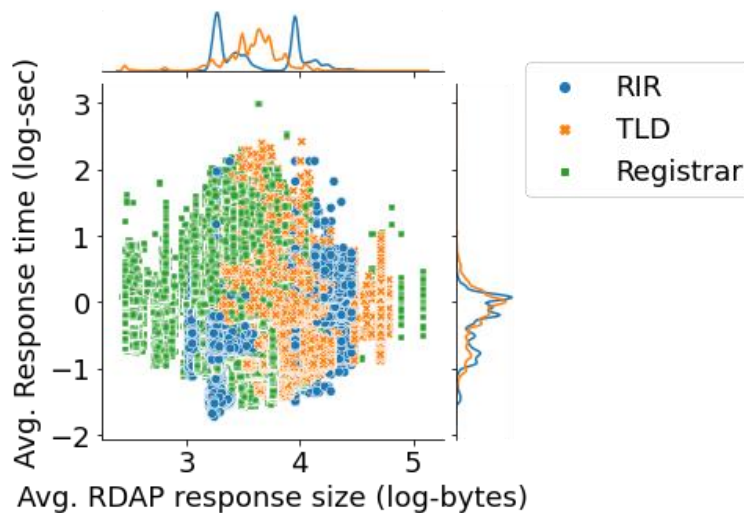 RIR
TLD
Registrar
Avg. Response time (log-sec)
3
2
1
0
−1
−2
3 4 5
Avg. RDAP response size (log-bytes)